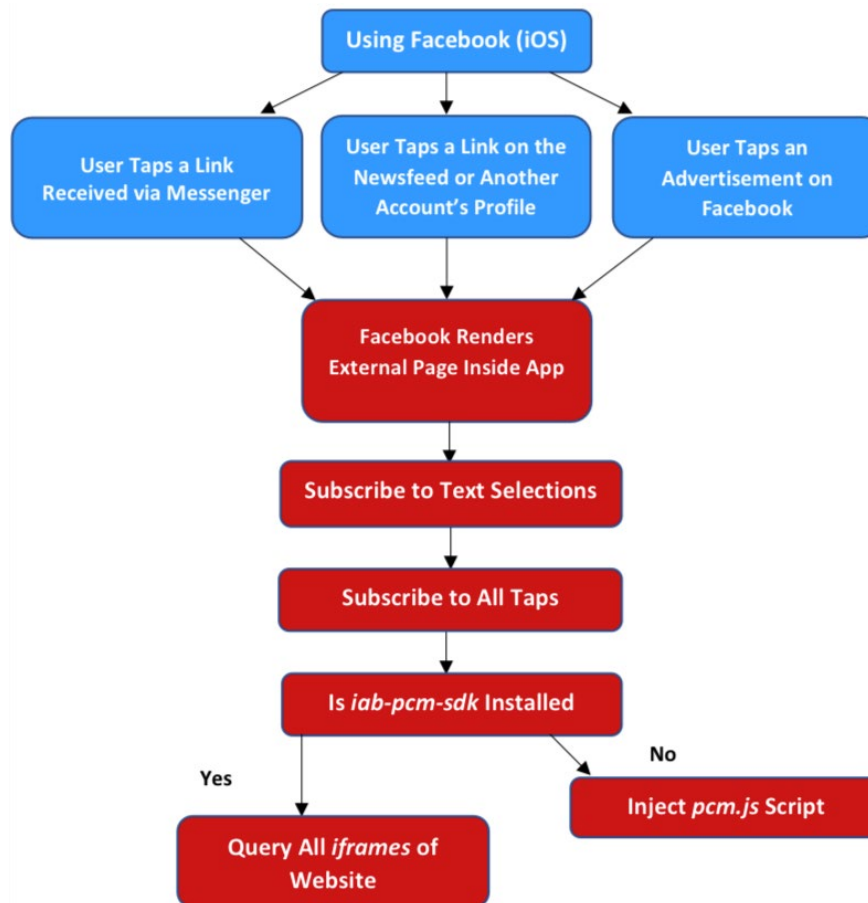 Using Facebook (iOS)
User Taps a Link
Received via Messenger
User Taps a Link on the
Newsfeed or Another
Account's Profile
User Taps an
Advertisement on
Facebook
Facebook Renders
External Page Inside App
Subscribe to Text Selections
Subscribe to All Taps
Is iab-pcm-sdk Installed
Yes
No
Query All iframes of
Website
Inject pcm.js Script